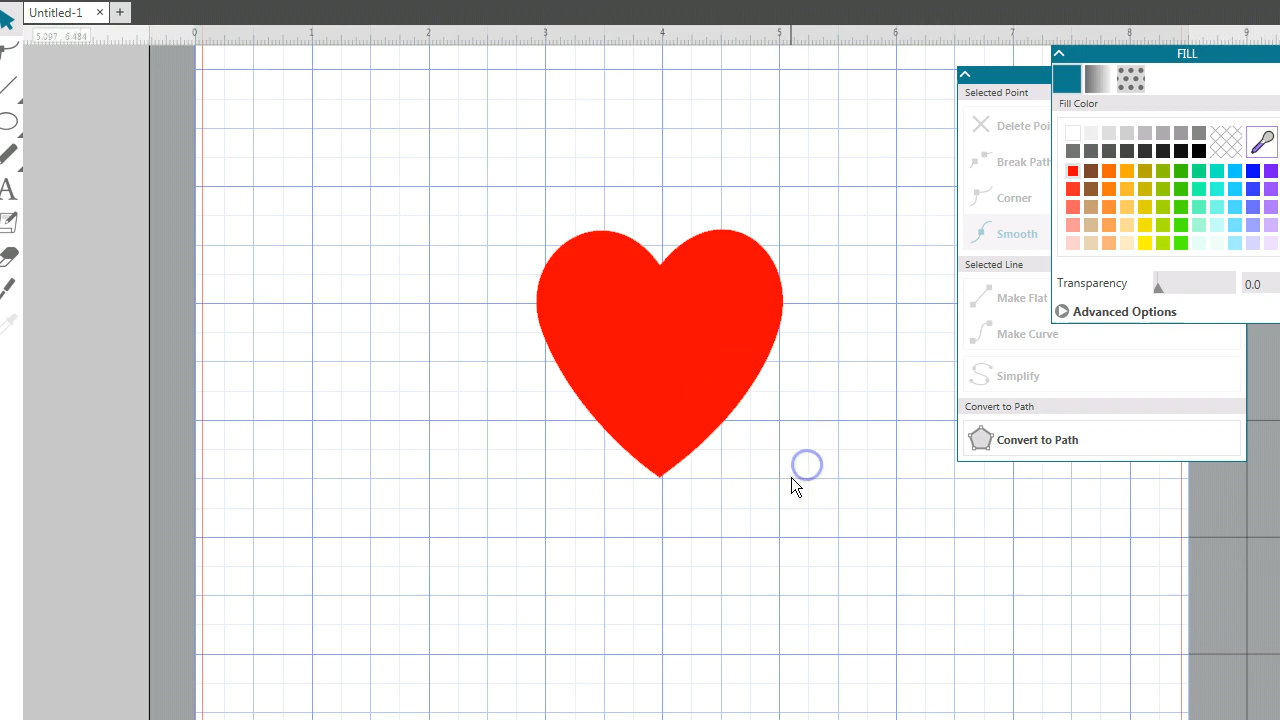 Untitled-1 × +
5.097, 6.484
0 1 2 3 4 5 6 7 8 9
FILL
Selected Point
Fill Color
Delete Poi
Break Path
Corner
Smooth
Selected Line
Transparency 0.0
Make Flat
Advanced Options
Make Curve
Simplify
Convert to Path
Convert to Path
A